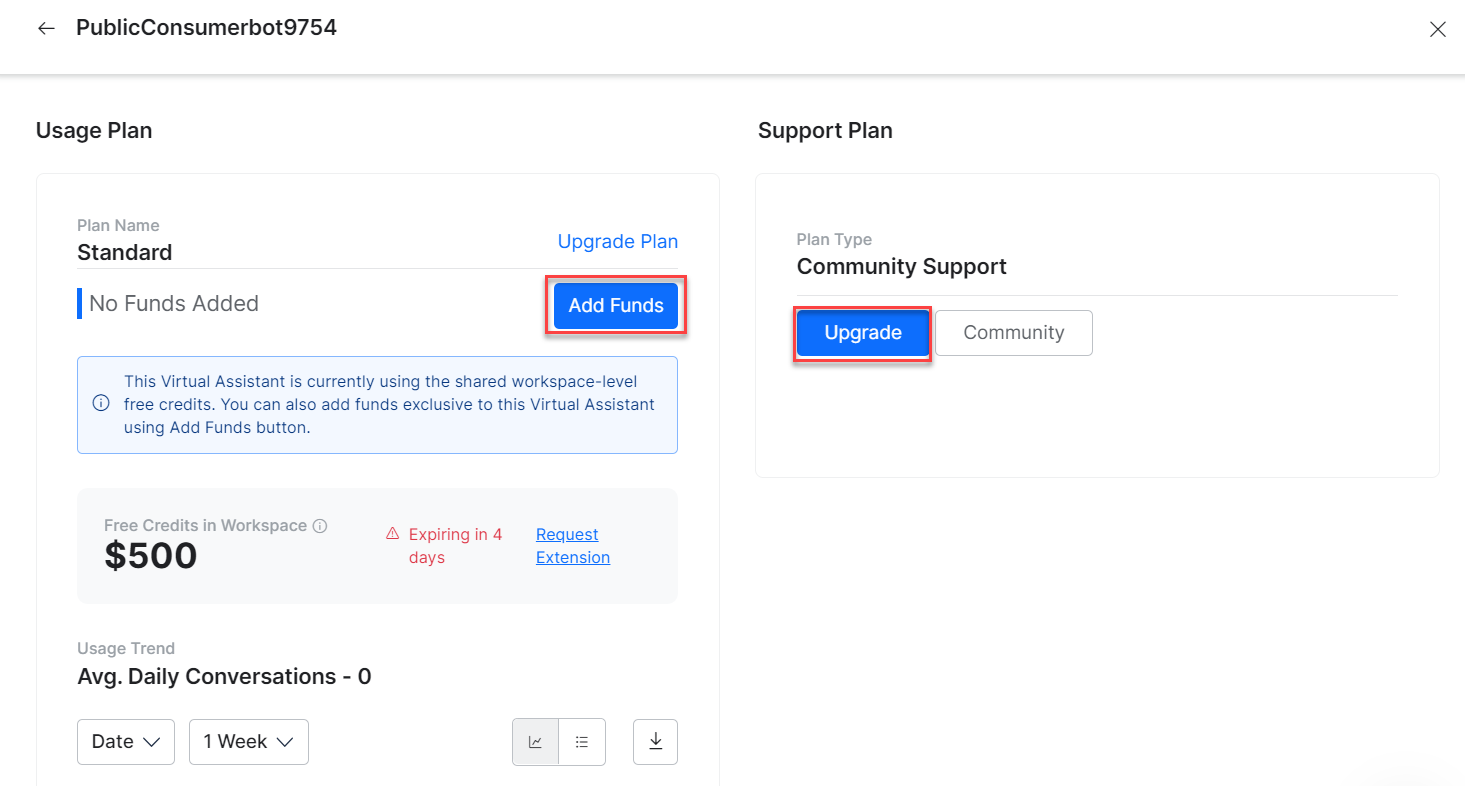 PublicConsumerbot9754
Usage Plan
Plan Name
Standard
Upgrade Plan
No Funds Added
Add Funds
This Virtual Assistant is currently using the shared workspace-level
free credits. You can also add funds exclusive to this Virtual Assistant
using Add Funds button.
Free Credits in Workspace
$500
Expiring in 4
days
Request
Extension
Usage Trend
Avg. Daily Conversations - 0
Date
1 Week
Support Plan
Plan Type
Community Support
Upgrade
Community